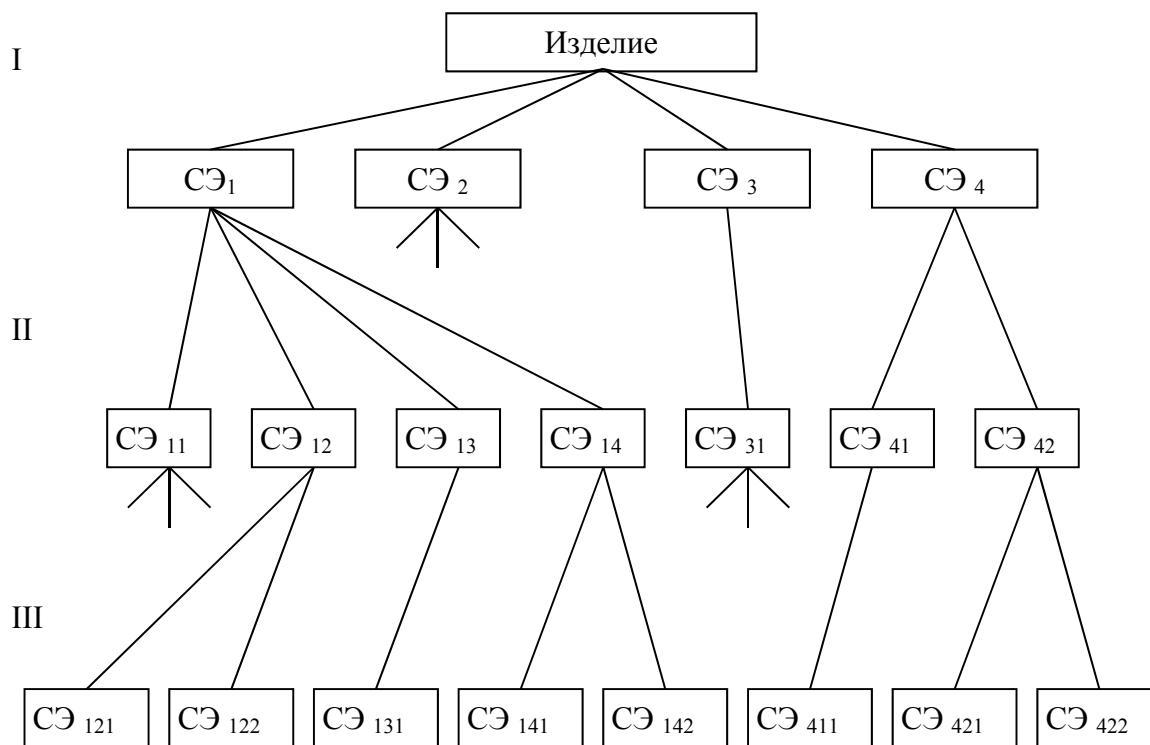 Изделие
I
СЭ1 СЭ 2 СЭ 3 СЭ 4
II
СЭ 11 СЭ 12 СЭ 13 СЭ 14 СЭ 31 СЭ 41 СЭ 42
III
СЭ 121 СЭ 122 СЭ 131 СЭ 141 СЭ 142 СЭ 411 СЭ 421 СЭ 422